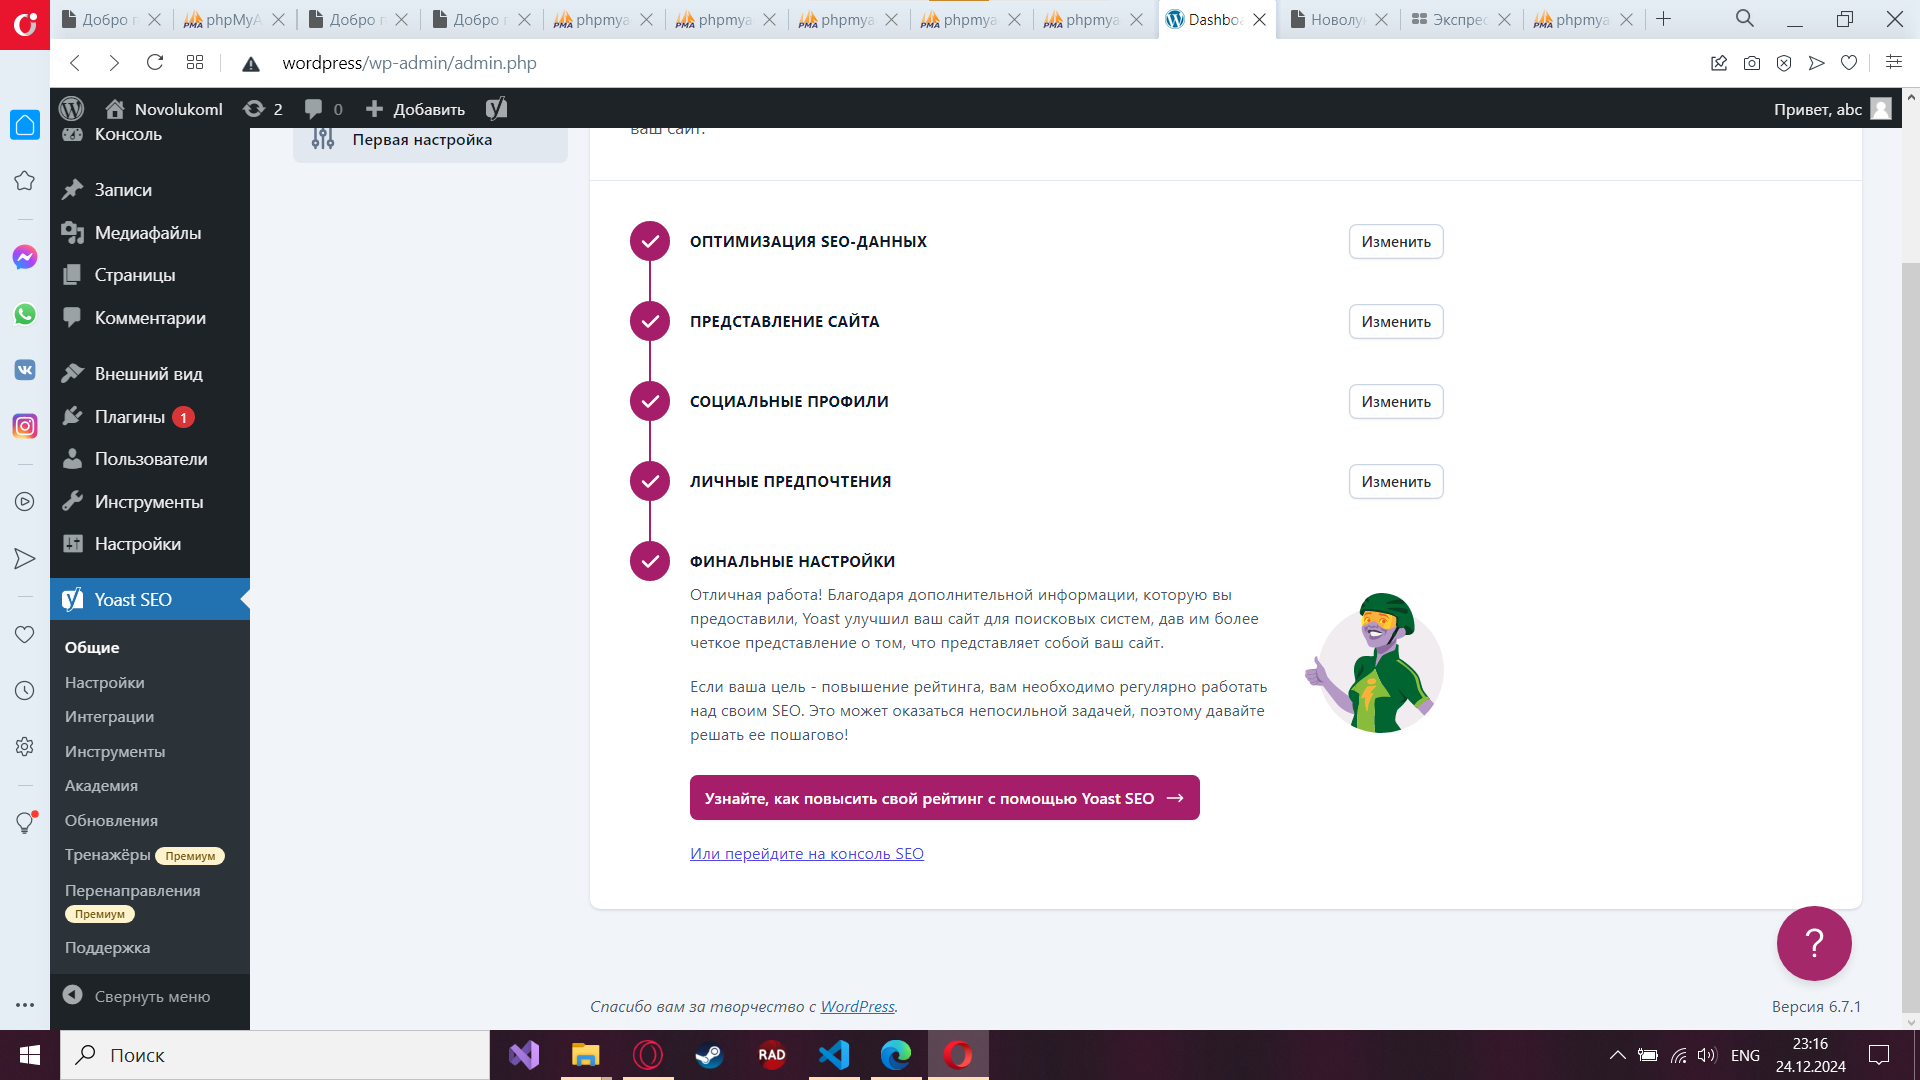 Добро п
phpMyA
Добро п
Добро п
phpmya
phpmya
phpmya
phpmya
phpmya
Dashboa
Новолук
Экспрес
phpmya
wordpress/wp-admin/admin.php
Novolukoml
2
0
Добавить
Привет, abc
Консоль
Записи
Медиафайлы
Страницы
Комментарии
Внешний вид
Плагины 1
Пользователи
Инструменты
Настройки
Yoast SEO
Общие
Настройки
Интеграции
Инструменты
Академия
Обновления
Тренажёры Премиум
Перенаправления
Премиум
Поддержка
Свернуть меню
Первая настройка
ваш сайт.
ОПТИМИЗАЦИЯ SEO-ДАННЫХ
Изменить
ПРЕДСТАВЛЕНИЕ САЙТА
Изменить
СОЦИАЛЬНЫЕ ПРОФИЛИ
Изменить
ЛИЧНЫЕ ПРЕДПОЧТЕНИЯ
Изменить
ФИНАЛЬНЫЕ НАСТРОЙКИ
Отличная работа! Благодаря дополнительной информации, которую вы
предоставили, Yoast улучшил ваш сайт для поисковых систем, дав им более
четкое представление о том, что представляет собой ваш сайт.
Если ваша цель - повышение рейтинга, вам необходимо регулярно работать
над своим SEO. Это может оказаться непосильной задачей, поэтому давайте
решать ее пошагово!
Узнайте, как повысить свой рейтинг с помощью Yoast SEO →
Или перейдите на консоль SEO
?
Спасибо вам за творчество с WordPress.
Версия 6.7.1
Поиск
RAD
ENG
23:16
24.12.2024